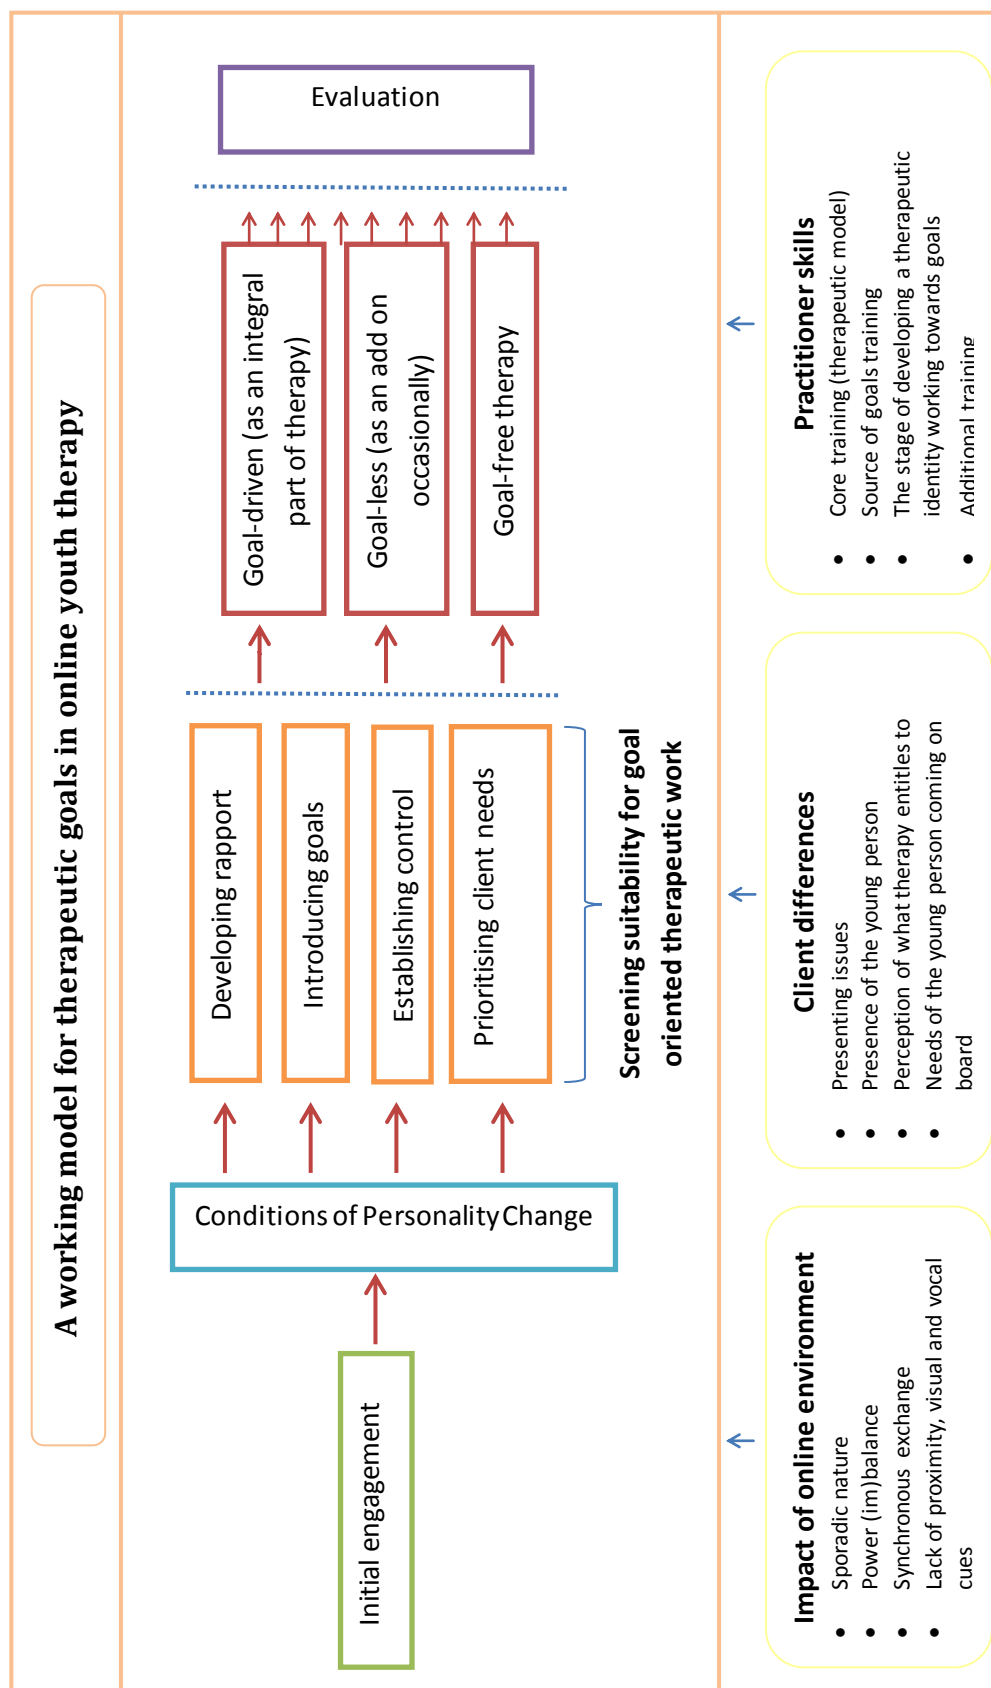 A working model for therapeutic goals in online youth therapy
Initial engagement
Conditions of Personality Change
Developing rapport
Introducing goals
Establishing control
Prioritising client needs
Screening suitability for goal
oriented therapeutic work
Goal-driven (as an integral
part of therapy)
Goal-less (as an add on
occasionally)
Goal-free therapy
Evaluation
Impact of online environment
• Sporadic nature
• Power (im)balance
• Synchronous exchange
• Lack of proximity, visual and vocal
cues
Client differences
• Presenting issues
• Presence of the young person
• Perception of what therapy entitles to
• Needs of the young person coming on
board
Practitioner skills
• Core training (therapeutic model)
• Source of goals training
• The stage of developing a therapeutic
identity working towards goals
• Additional training